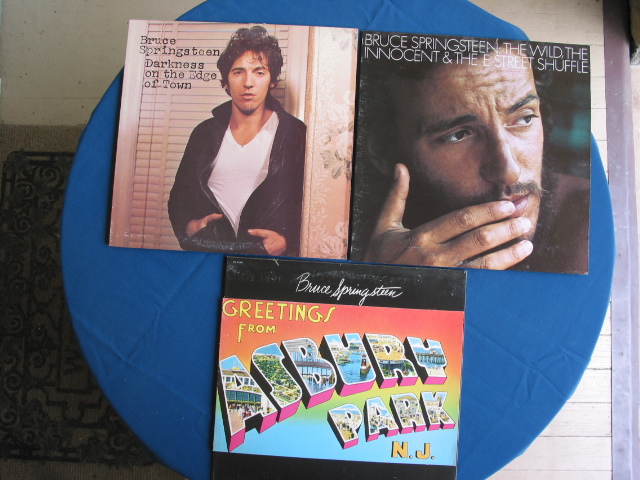 Bruce
Springsteen
Darkness
on the Edge
of Town
BRUCE SPRINGSTEEN, THE WILD, THE
INNOCENT & THE E STREET SHUFFLE
Bruce Springsteen
GREETINGS
FROM
ASBURY
PARK
N.J.